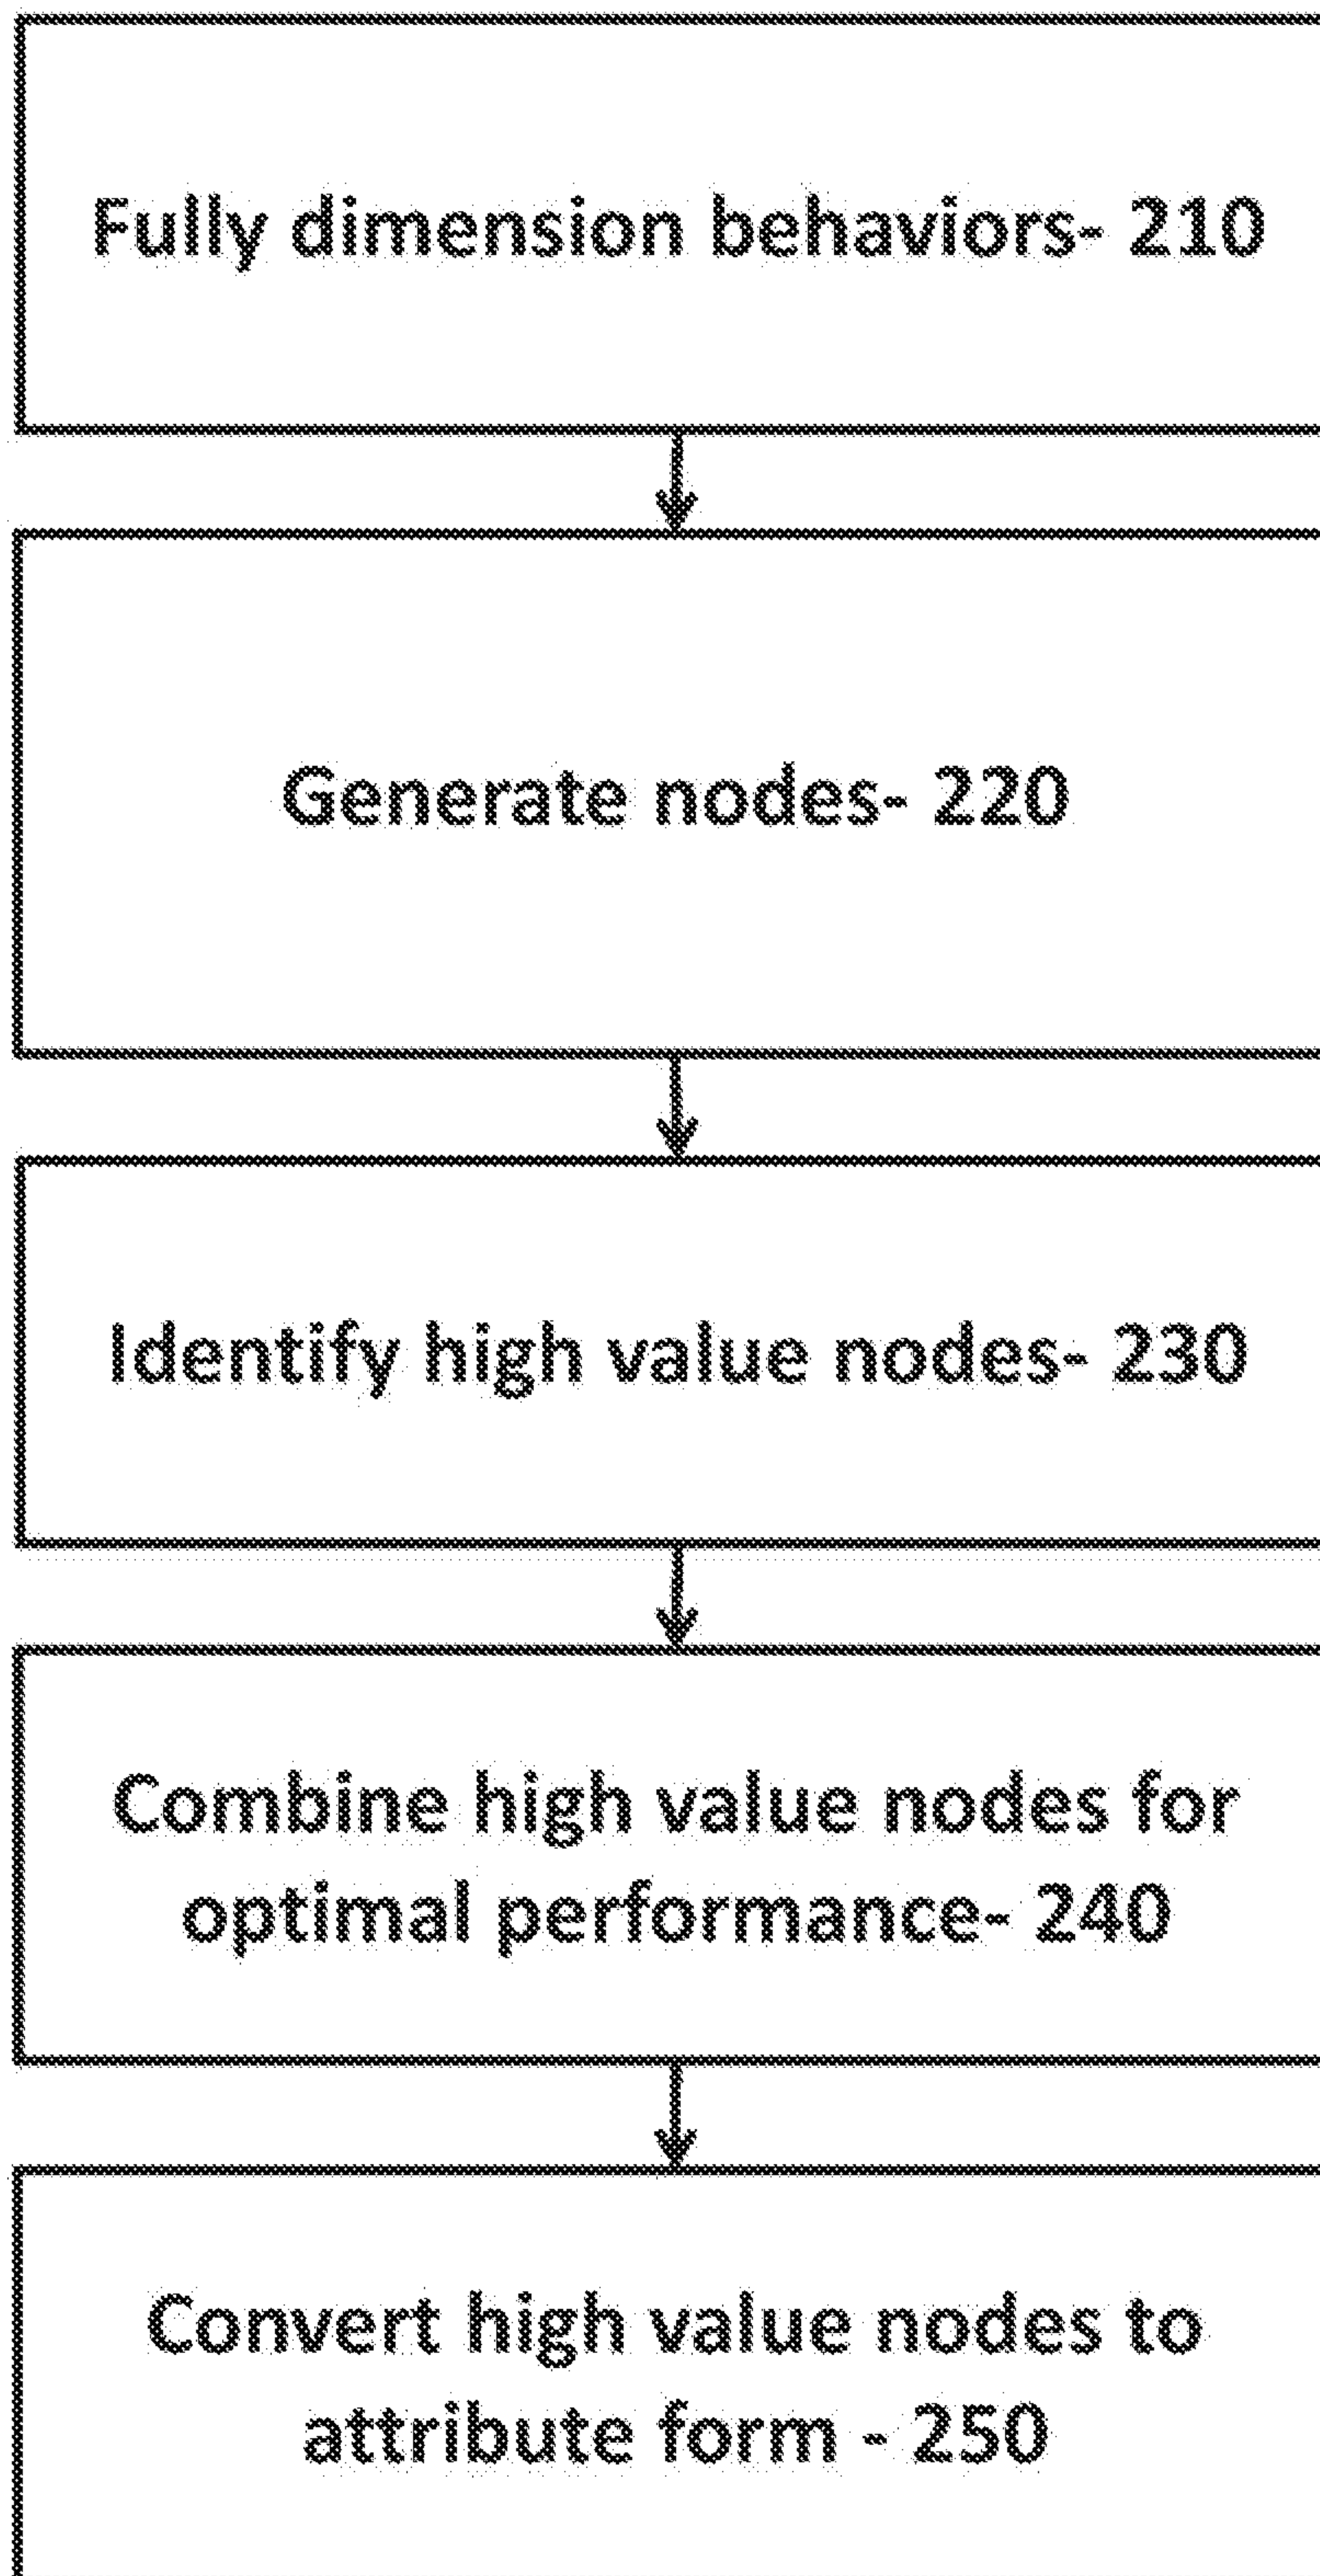 Fully dimension behaviors- 210
Generate nodes- 220
Identify high value nodes- 230
Combine high value nodes for
optimal performance- 240
Convert high value nodes to
attribute form - 250